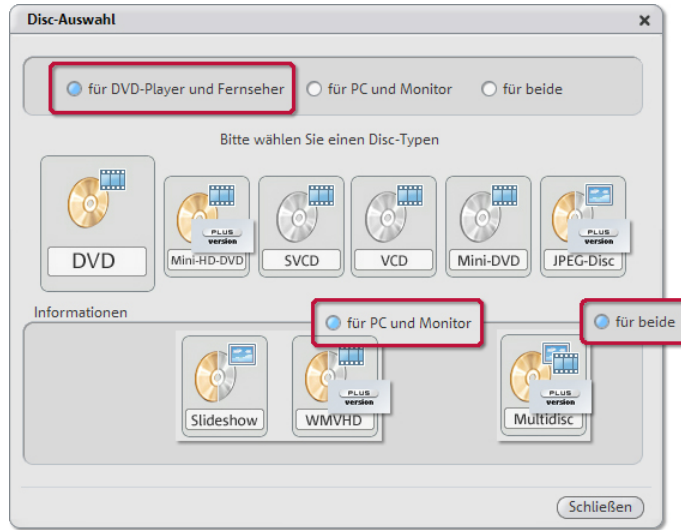 Disc-Auswahl
für DVD-Player und Fernseher für PC und Monitor für beide
Bitte wählen Sie einen Disc-Typen
DVD
PLUS
version
Mini-HD-DVD
SVCD
VCD
Mini-DVD
PLUS
version
JPEG-Disc
Informationen
für PC und Monitor
für beide
Slideshow
PLUS
version
WMVHD
PLUS
version
Multidisc
Schließen